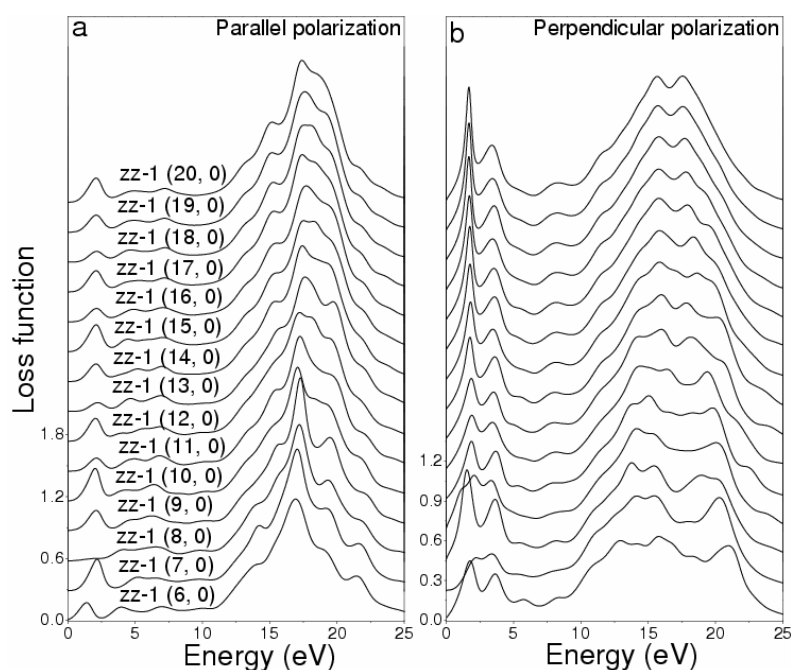 a
Parallel polarization
b
Perpendicular polarization
Loss function
zz-1 (20, 0)
zz-1 (19, 0)
zz-1 (18, 0)
zz-1 (17, 0)
zz-1 (16, 0)
zz-1 (15, 0)
zz-1 (14, 0)
zz-1 (13, 0)
zz-1 (12, 0)
zz-1 (11, 0)
zz-1 (10, 0)
zz-1 (9, 0)
zz-1 (8, 0)
zz-1 (7, 0)
zz-1 (6, 0)
1.8
1.2
0.6
0.0
0 5 10 15 20 25
Energy (eV)
1.2
0.9
0.6
0.3
0.0
0 5 10 15 20 25
Energy (eV)